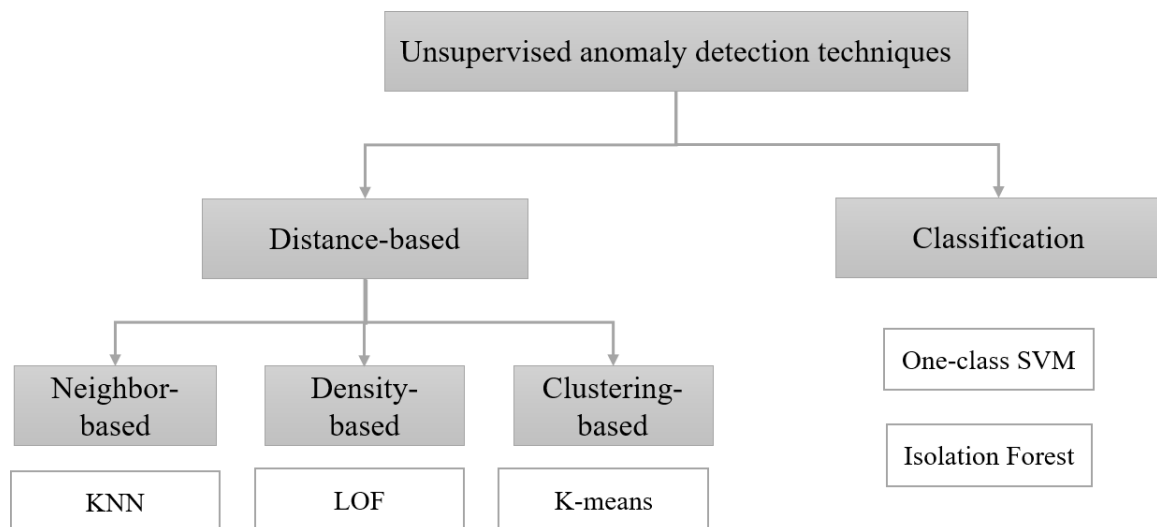 Unsupervised anomaly detection techniques
Distance-based
Classification
Neighbor-
based
Density-
based
Clustering-
based
One-class SVM
Isolation Forest
KNN
LOF
K-means